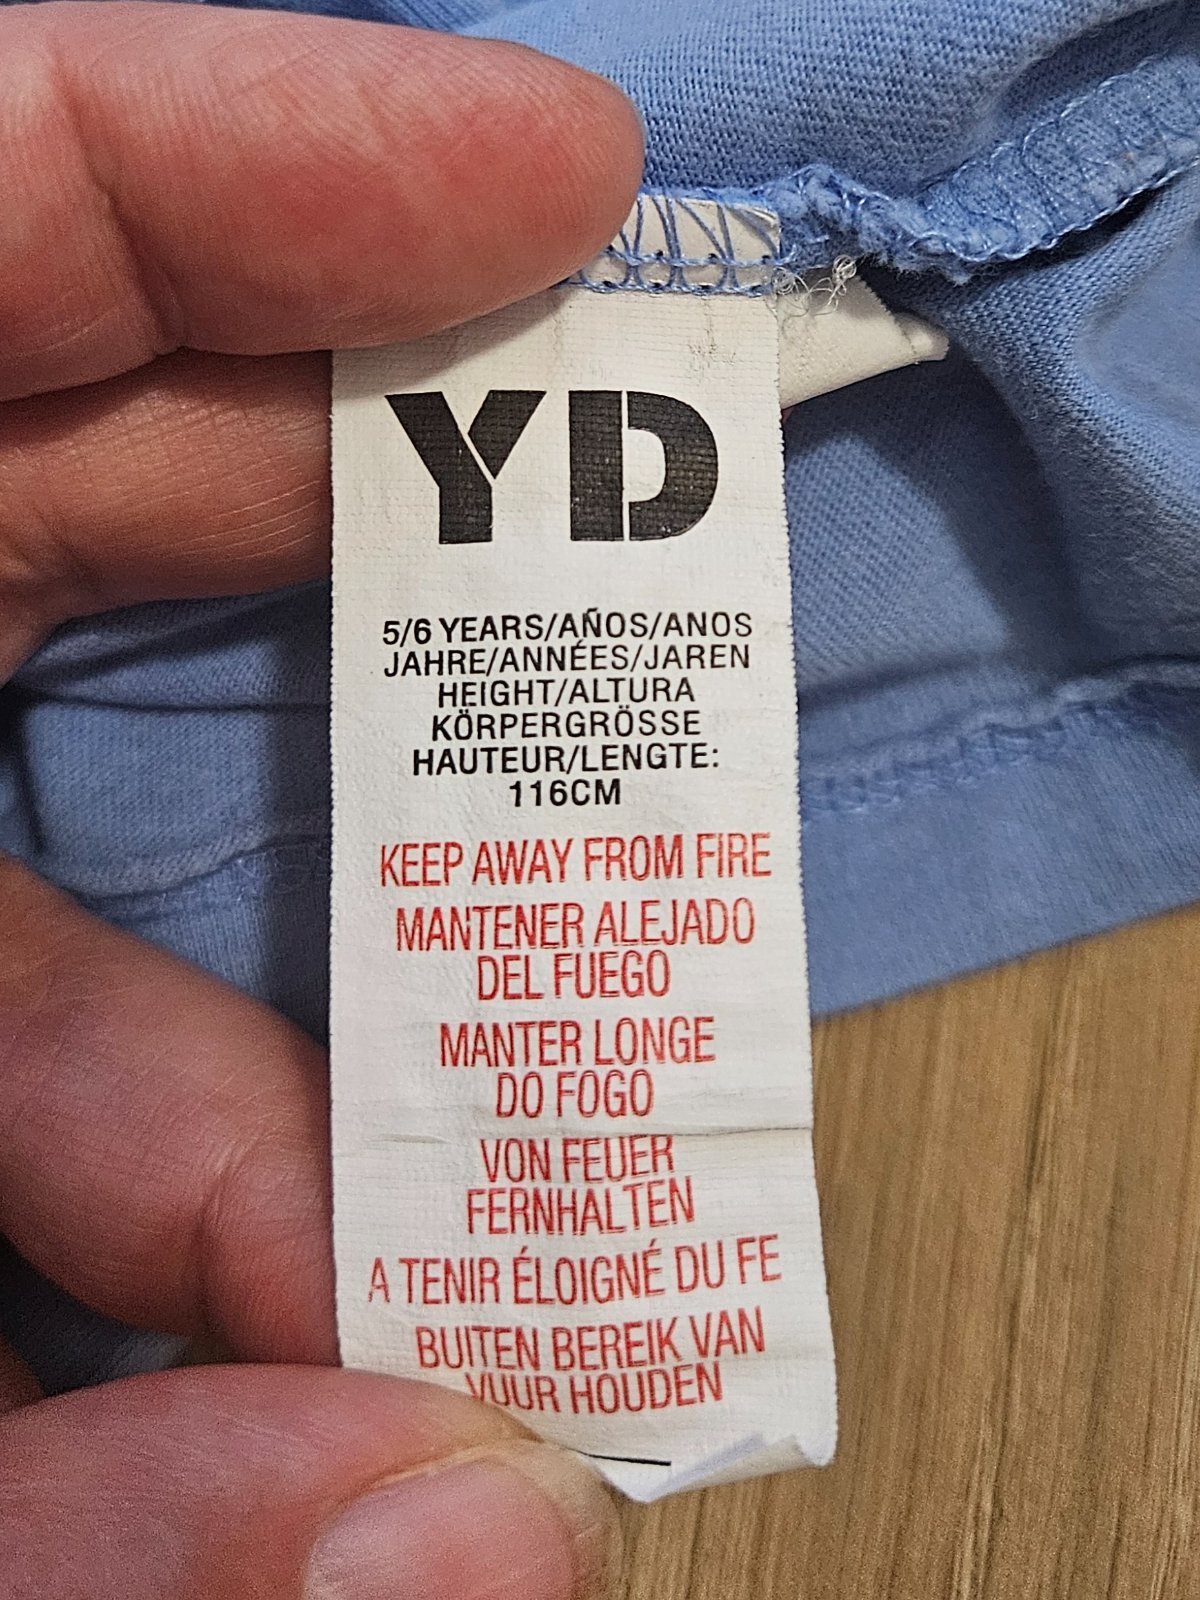 YD
5/6 YEARS/AÑOS/ANOS
JAHRE/ANNÉES/JAREN
HEIGHT/ALTURA
KÖRPERGRÖSSE
HAUTEUR/LENGTE:
116CM
KEEP AWAY FROM FIRE
MANTENER ALEJADO
DEL FUEGO
MANTER LONGE
DO FOGO
VON FEUER
FERNHALTEN
A TENIR ÉLOIGNÉ DU FE
BUITEN BEREIK VAN
VUUR HOUDEN